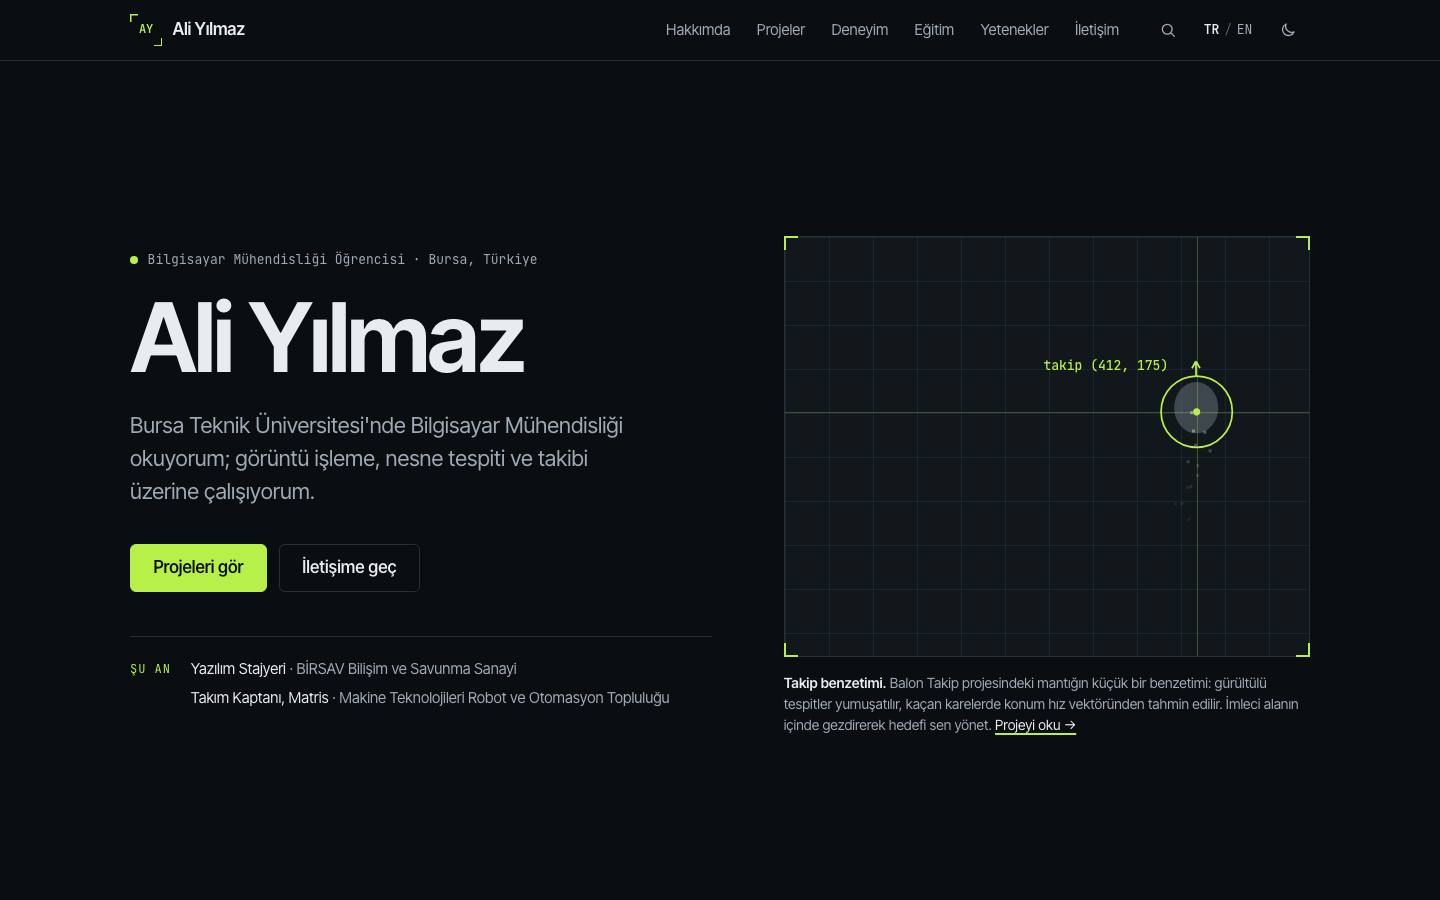 AY Ali Yılmaz Hakkımda Projeler Deneyim Eğitim Yetenekler İletişim TR / EN
Bilgisayar Mühendisliği Öğrencisi · Bursa, Türkiye
Ali Yılmaz
Bursa Teknik Üniversitesi'nde Bilgisayar Mühendisliği
okuyorum; görüntü işleme, nesne tespiti ve takibi
üzerine çalışıyorum.
Projeleri gör İletişime geç
ŞU AN Yazılım Stajyeri · BİRSAV Bilişim ve Savunma Sanayi
Takım Kaptanı, Matris · Makine Teknolojileri Robot ve Otomasyon Topluluğu
takip (412, 175)
Takip benzetimi. Balon Takip projesindeki mantığın küçük bir benzetimi: gürültülü
tespitler yumuşatılır, kaçan karelerde konum hız vektöründen tahmin edilir. İmleci alanın
içinde gezdirerek hedefi sen yönet. Projeyi oku →